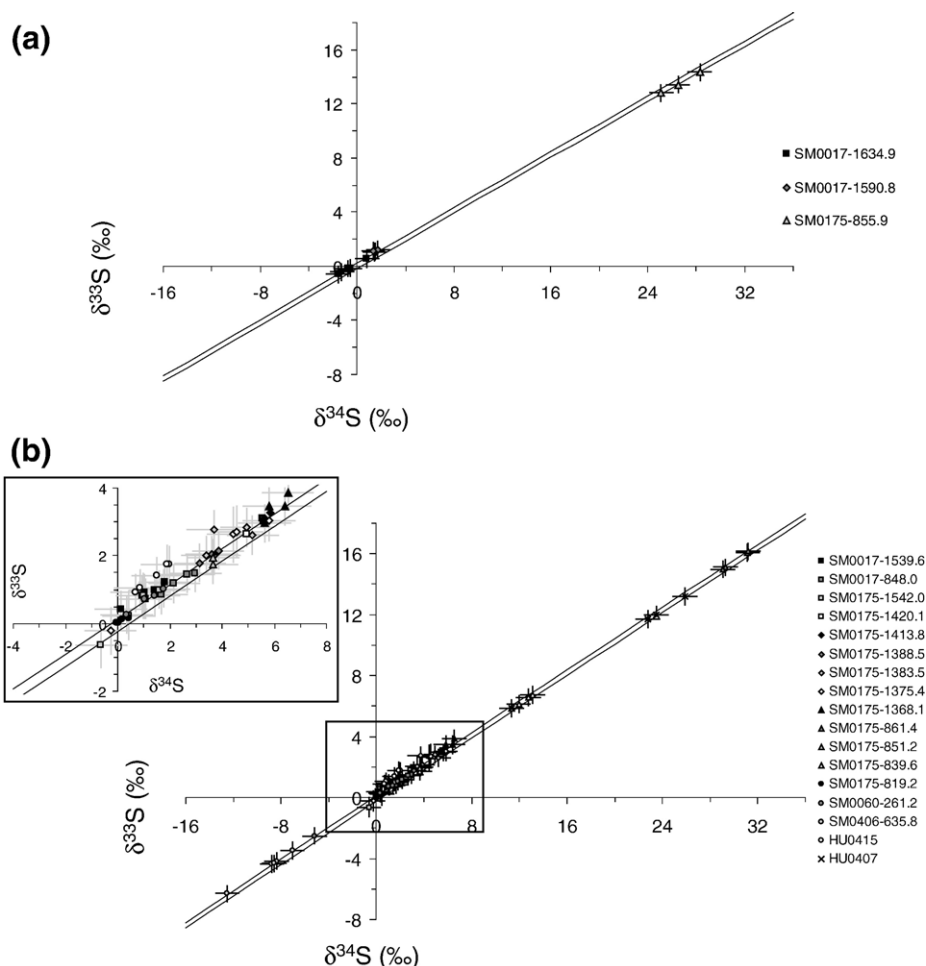 (a)
16
12
8
4
0
-16
-8
0
8
16
24
32
-4
-8
δ33S (‰)
δ34S (‰)
SM0017-1634.9
SM0017-1590.8
SM0175-855.9
(b)
4
2
0
-4
-2
0
2
4
6
8
-2
δ33S
δ34S
16
12
8
4
0
-16
-8
0
8
16
24
32
-4
-8
δ33S (‰)
δ34S (‰)
SM0017-1539.6
SM0017-848.0
SM0175-1542.0
SM0175-1420.1
SM0175-1413.8
SM0175-1388.5
SM0175-1383.5
SM0175-1375.4
SM0175-1368.1
SM0175-861.4
SM0175-851.2
SM0175-839.6
SM0175-819.2
SM0060-261.2
SM0406-635.8
HU0415
HU0407